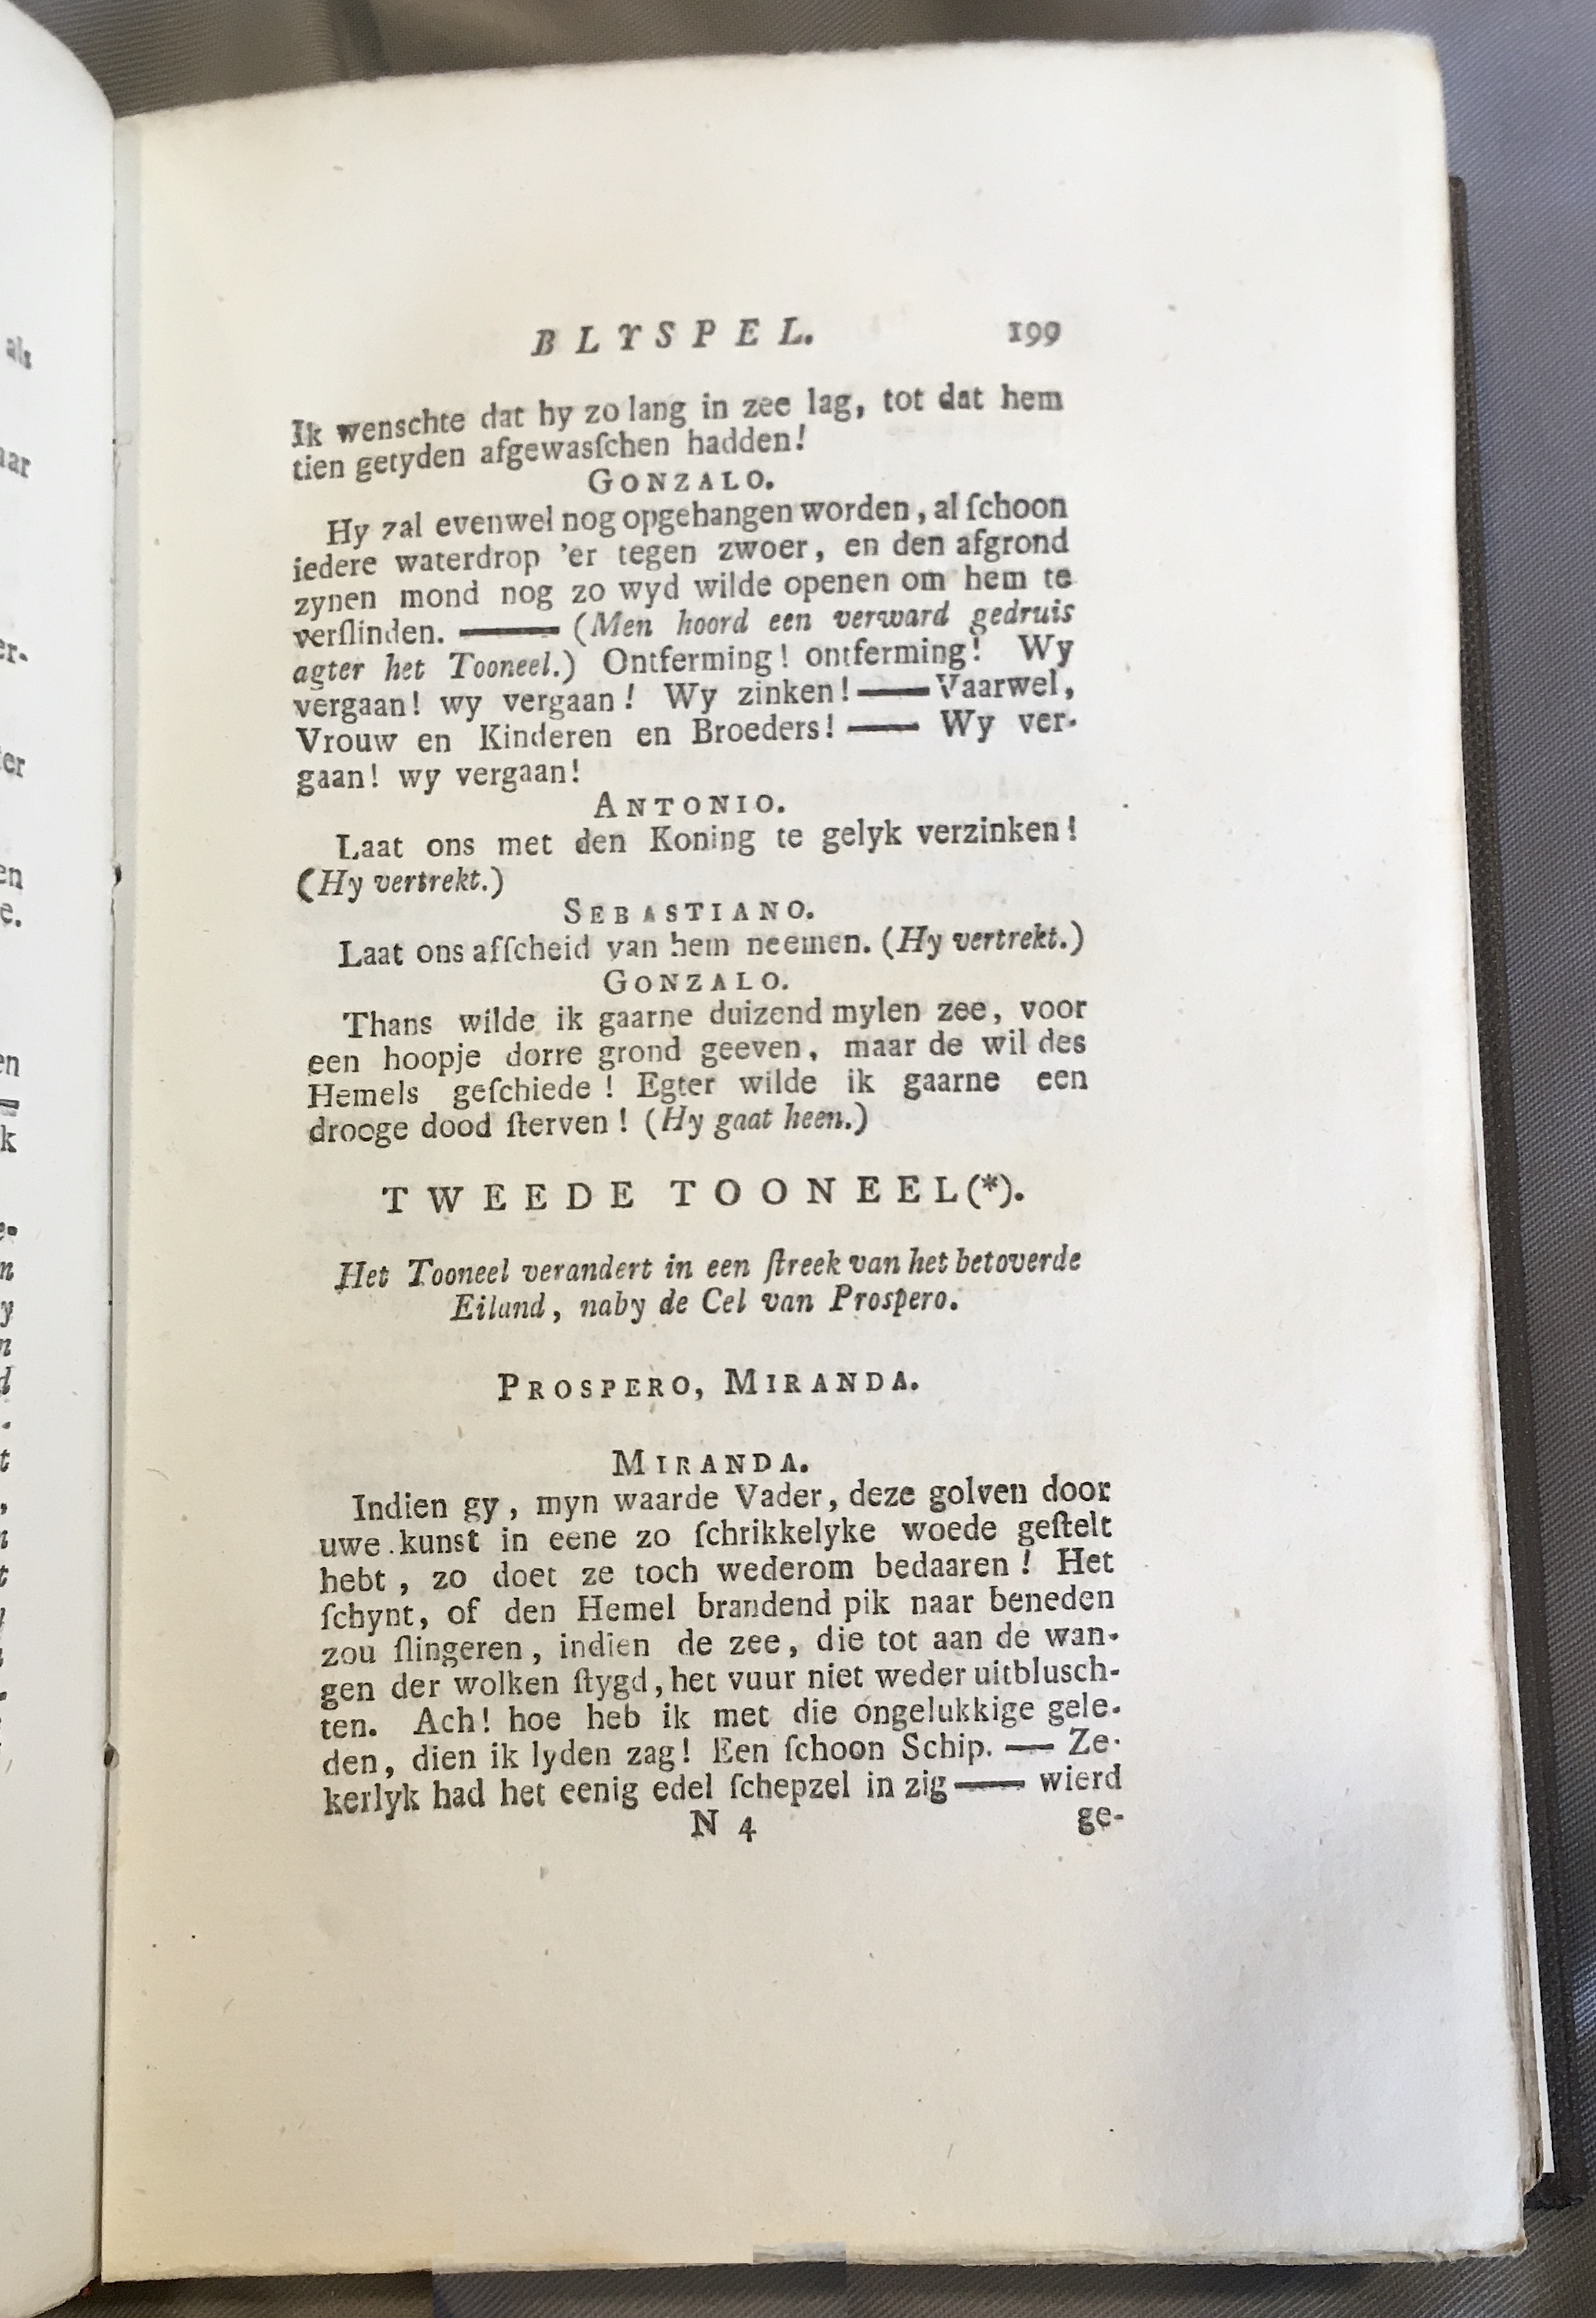 als
aar
er-
ter
en
e.
en
k
e-
n
y
n
d
-
t
,
n
t
BLYSPEL. 199
Ik wenschte dat hy zo lang in zee lag, tot dat hem
tien getyden afgewasſchen hadden!
GONZALO.
Hy zal evenwel nog opgehangen worden, al ſchoon
iedere waterdrop 'er tegen zwoer, en den afgrond
zynen mond nog zo wyd wilde openen om hem te
verſlinden. —— (Men hoord een verward gedruis
agter het Tooneel.) Ontferming! ontferming! Wy
vergaan! wy vergaan! Wy zinken! —— Vaarwel,
Vrouw en Kinderen en Broeders! —— Wy ver-
gaan! wy vergaan!
ANTONIO.
Laat ons met den Koning te gelyk verzinken!
(Hy vertrekt.)
SEBASTIANO.
Laat ons afſcheid van hem neemen. (Hy vertrekt.)
GONZALO.
Thans wilde ik gaarne duizend mylen zee, voor
een hoopje dorre grond geeven, maar de wil des
Hemels geſchiede! Egter wilde ik gaarne een
drooge dood ſterven! (Hy gaat heen.)
TWEEDE TOONEEL(*).
Het Tooneel verandert in een ſtreek van het betoverde
Eiland, naby de Cel van Prospero.
PROSPERO, MIRANDA.
MIRANDA.
Indien gy, myn waarde Vader, deze golven door
uwe kunst in eene zo ſchrikkelyke woede geſtelt
hebt, zo doet ze toch wederom bedaaren! Het
ſchynt, of den Hemel brandend pik naar beneden
zou ſlingeren, indien de zee, die tot aan de wan-
gen der wolken ſtygd, het vuur niet weder uitblusch-
ten. Ach! hoe heb ik met die ongelukkige gele-
den, dien ik lyden zag! Een ſchoon Schip. — Ze-
kerlyk had het eenig edel ſchepzel in zig —— wierd
N 4 ge-